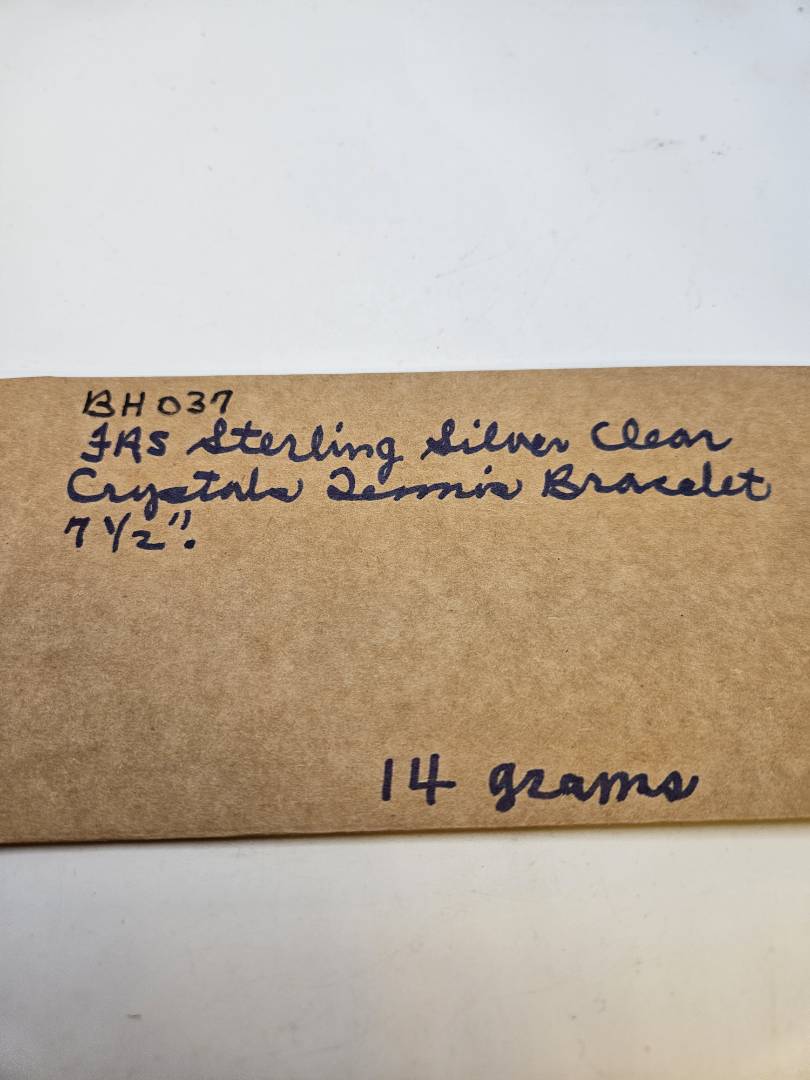 BH037
FAS Sterling Silver Clear
Crystals Tennis Bracelet
7 1/2".
14 grams